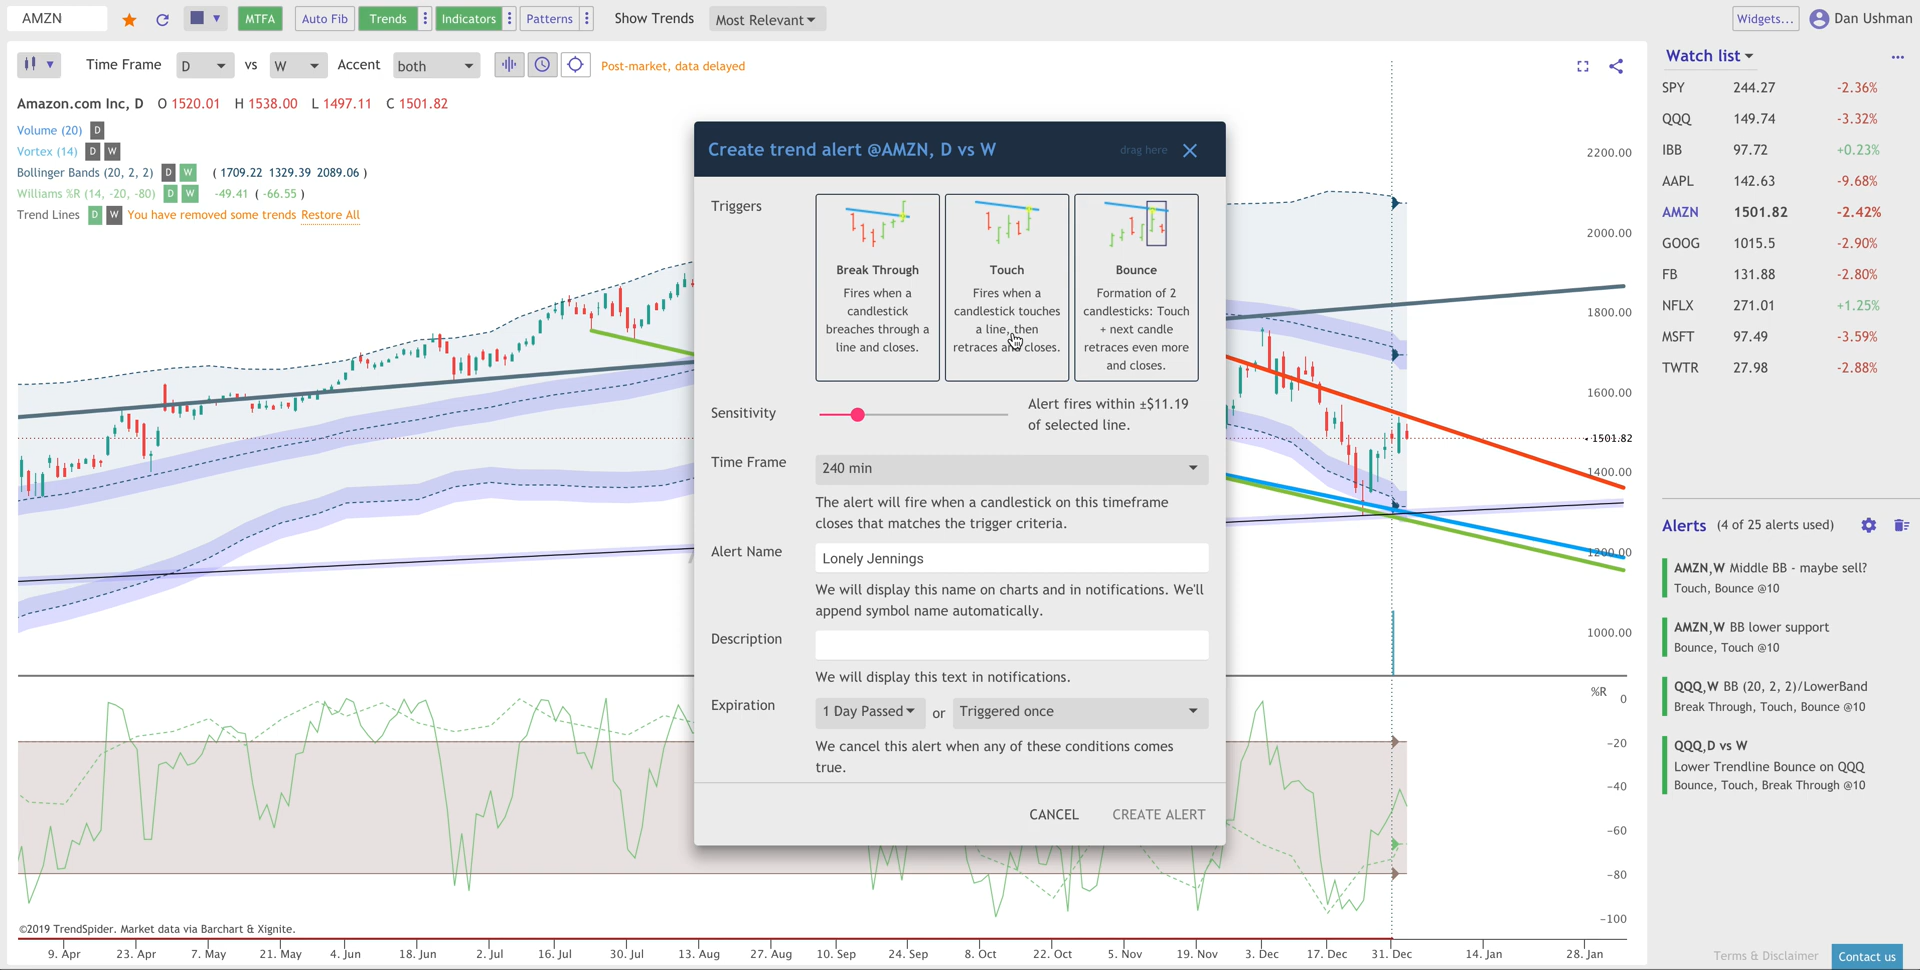 AMZN
MTFA
Auto Fib
Trends
Indicators
Patterns
Show Trends
Most Relevant
Widgets...
Dan Ushman
Time Frame
D
vs
W
Accent
both
Post-market, data delayed
Amazon.com Inc, D O 1520.01 H 1538.00 L 1497.11 C 1501.82
Volume (20) D
Vortex (14) D W
Bollinger Bands (20, 2, 2) D W ( 1709.22 1329.39 2089.06 )
Williams %R (14, -20, -80) D W -49.41 ( -66.55 )
Trend Lines D W You have removed some trends Restore All
Create trend alert @AMZN, D vs W
drag here
Triggers
Break Through
Fires when a
candlestick
breaches through a
line and closes.
Touch
Fires when a
candlestick touches
a line, then
retraces and closes.
Bounce
Formation of 2
candlesticks: Touch
+ next candle
retraces even more
and closes.
Sensitivity
Alert fires within ±$11.19
of selected line.
Time Frame
240 min
The alert will fire when a candlestick on this timeframe
closes that matches the trigger criteria.
Alert Name
Lonely Jennings
We will display this name on charts and in notifications. We'll
append symbol name automatically.
Description
We will display this text in notifications.
Expiration
1 Day Passed
or
Triggered once
We cancel this alert when any of these conditions comes
true.
CANCEL
CREATE ALERT
2200.00
2000.00
1800.00
1600.00
1501.82
1400.00
1200.00
1000.00
%R
0
-20
-40
-60
-80
-100
©2019 TrendSpider. Market data via Barchart & Xignite.
9. Apr
23. Apr
7. May
21. May
4. Jun
18. Jun
2. Jul
16. Jul
30. Jul
13. Aug
27. Aug
10. Sep
24. Sep
8. Oct
22. Oct
5. Nov
19. Nov
3. Dec
17. Dec
31. Dec
14. Jan
28. Jan
Watch list
SPY 244.27 -2.36%
QQQ 149.74 -3.32%
IBB 97.72 +0.23%
AAPL 142.63 -9.68%
AMZN 1501.82 -2.42%
GOOG 1015.5 -2.90%
FB 131.88 -2.80%
NFLX 271.01 +1.25%
MSFT 97.49 -3.59%
TWTR 27.98 -2.88%
Alerts (4 of 25 alerts used)
AMZN,W Middle BB - maybe sell?
Touch, Bounce @10
AMZN,W BB lower support
Bounce, Touch @10
QQQ,W BB (20, 2, 2)/LowerBand
Break Through, Touch, Bounce @10
QQQ,D vs W
Lower Trendline Bounce on QQQ
Bounce, Touch, Break Through @10
Terms & Disclaimer
Contact us